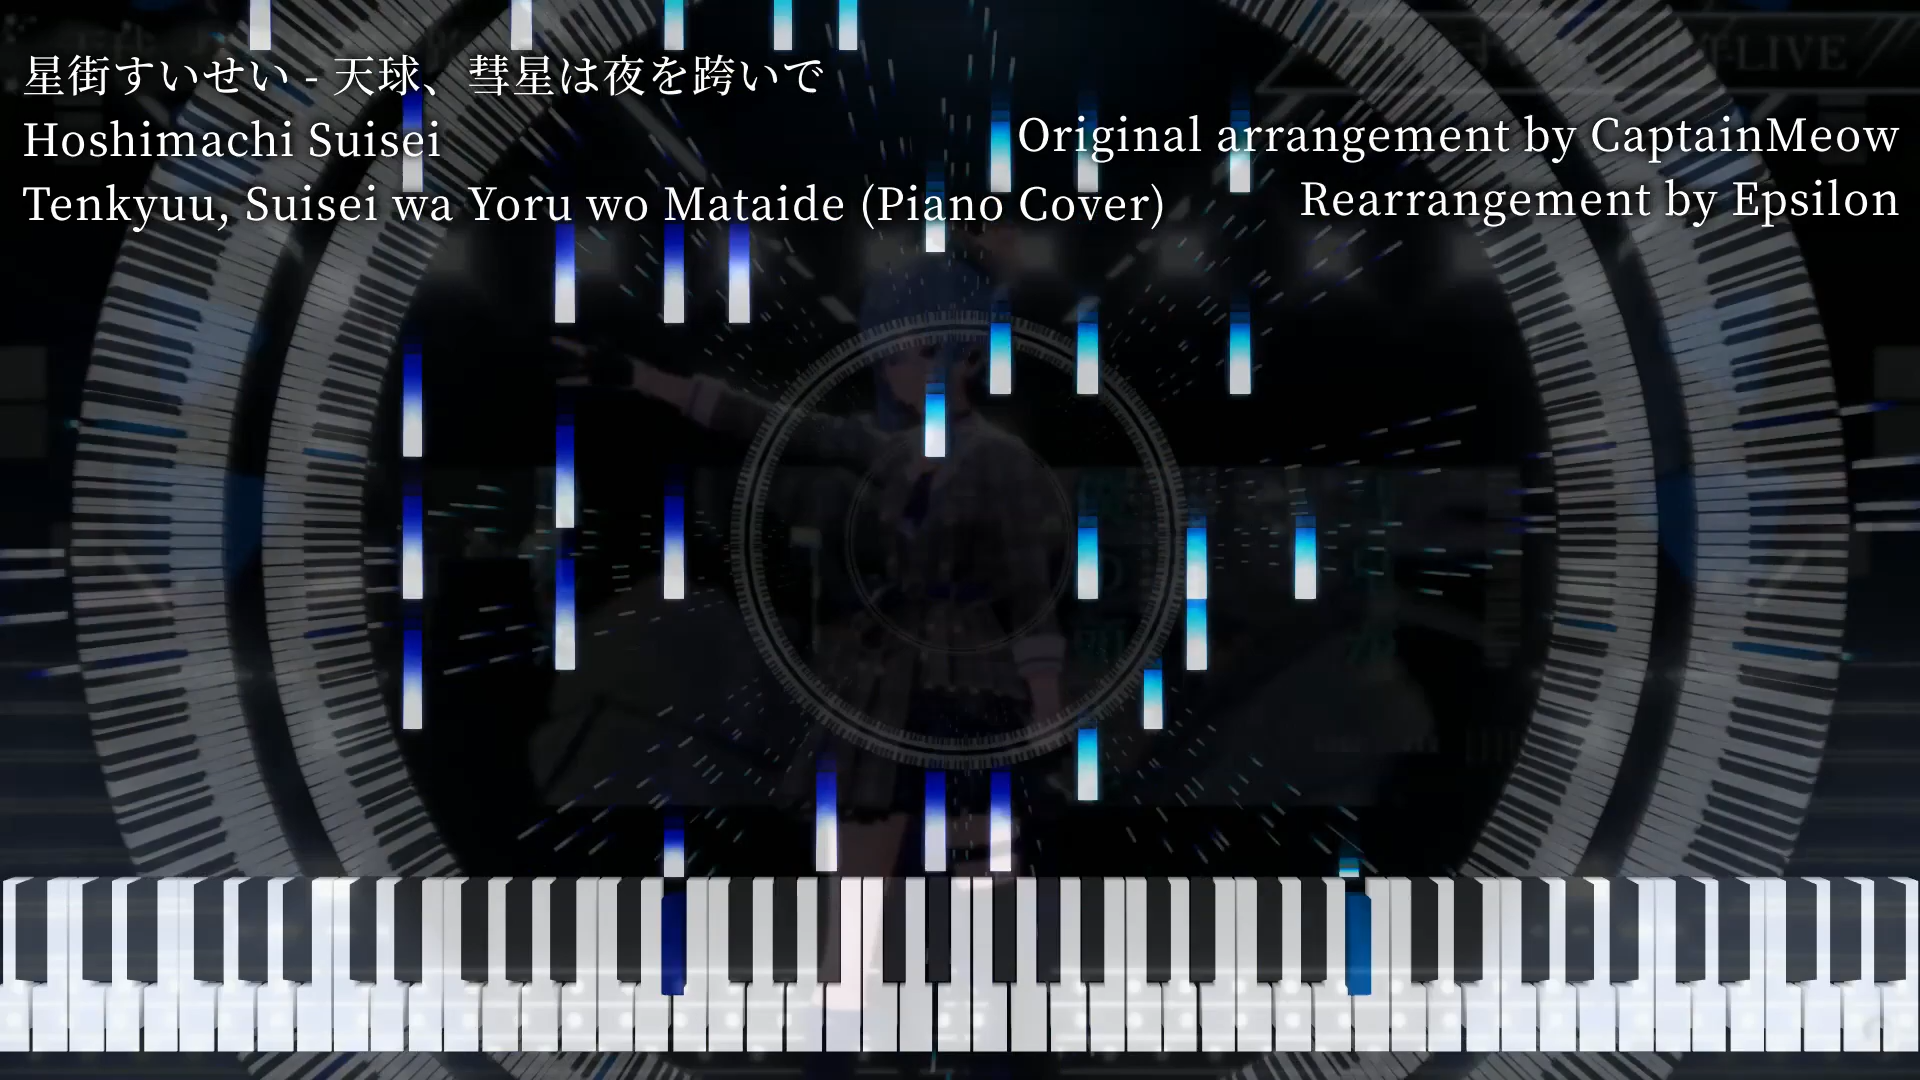 星街すいせい - 天球、彗星は夜を跨いで
Hoshimachi Suisei
Tenkyuu, Suisei wa Yoru wo Mataide (Piano Cover)
Original arrangement by CaptainMeow
Rearrangement by Epsilon
LIVE